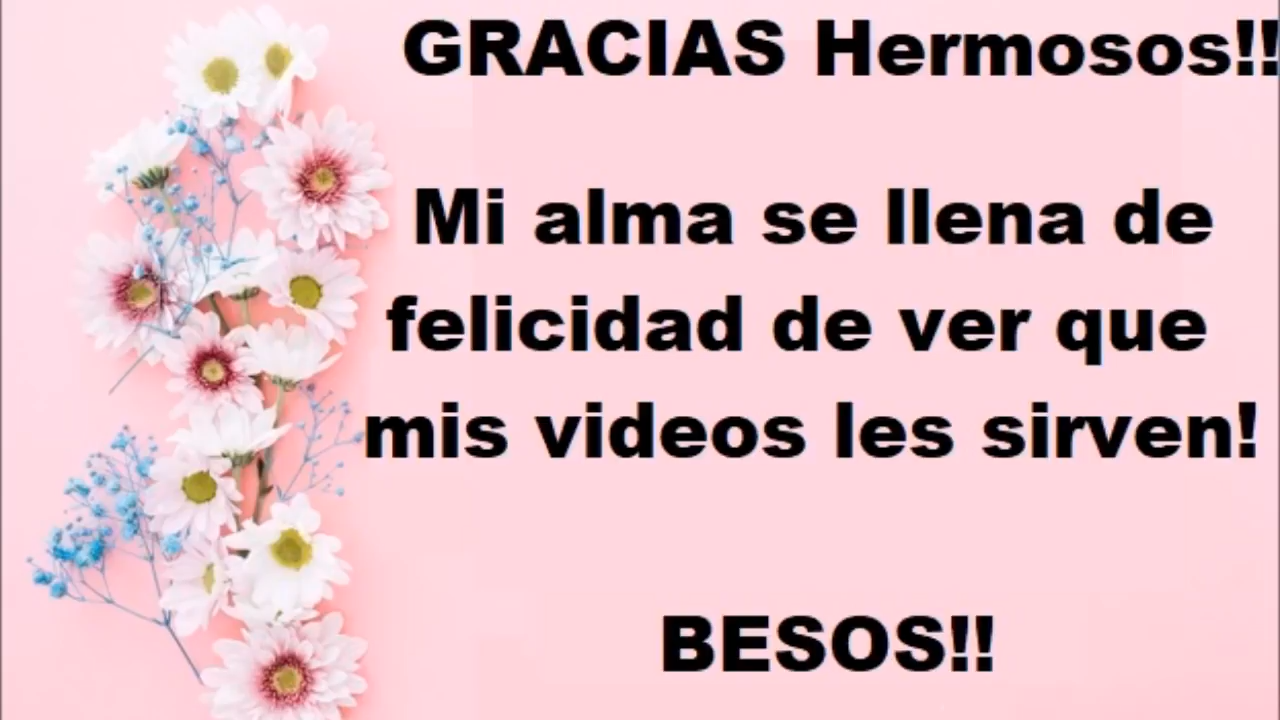 GRACIAS Hermosos!!
Mi alma se llena de
felicidad de ver que
mis videos les sirven!
BESOS!!